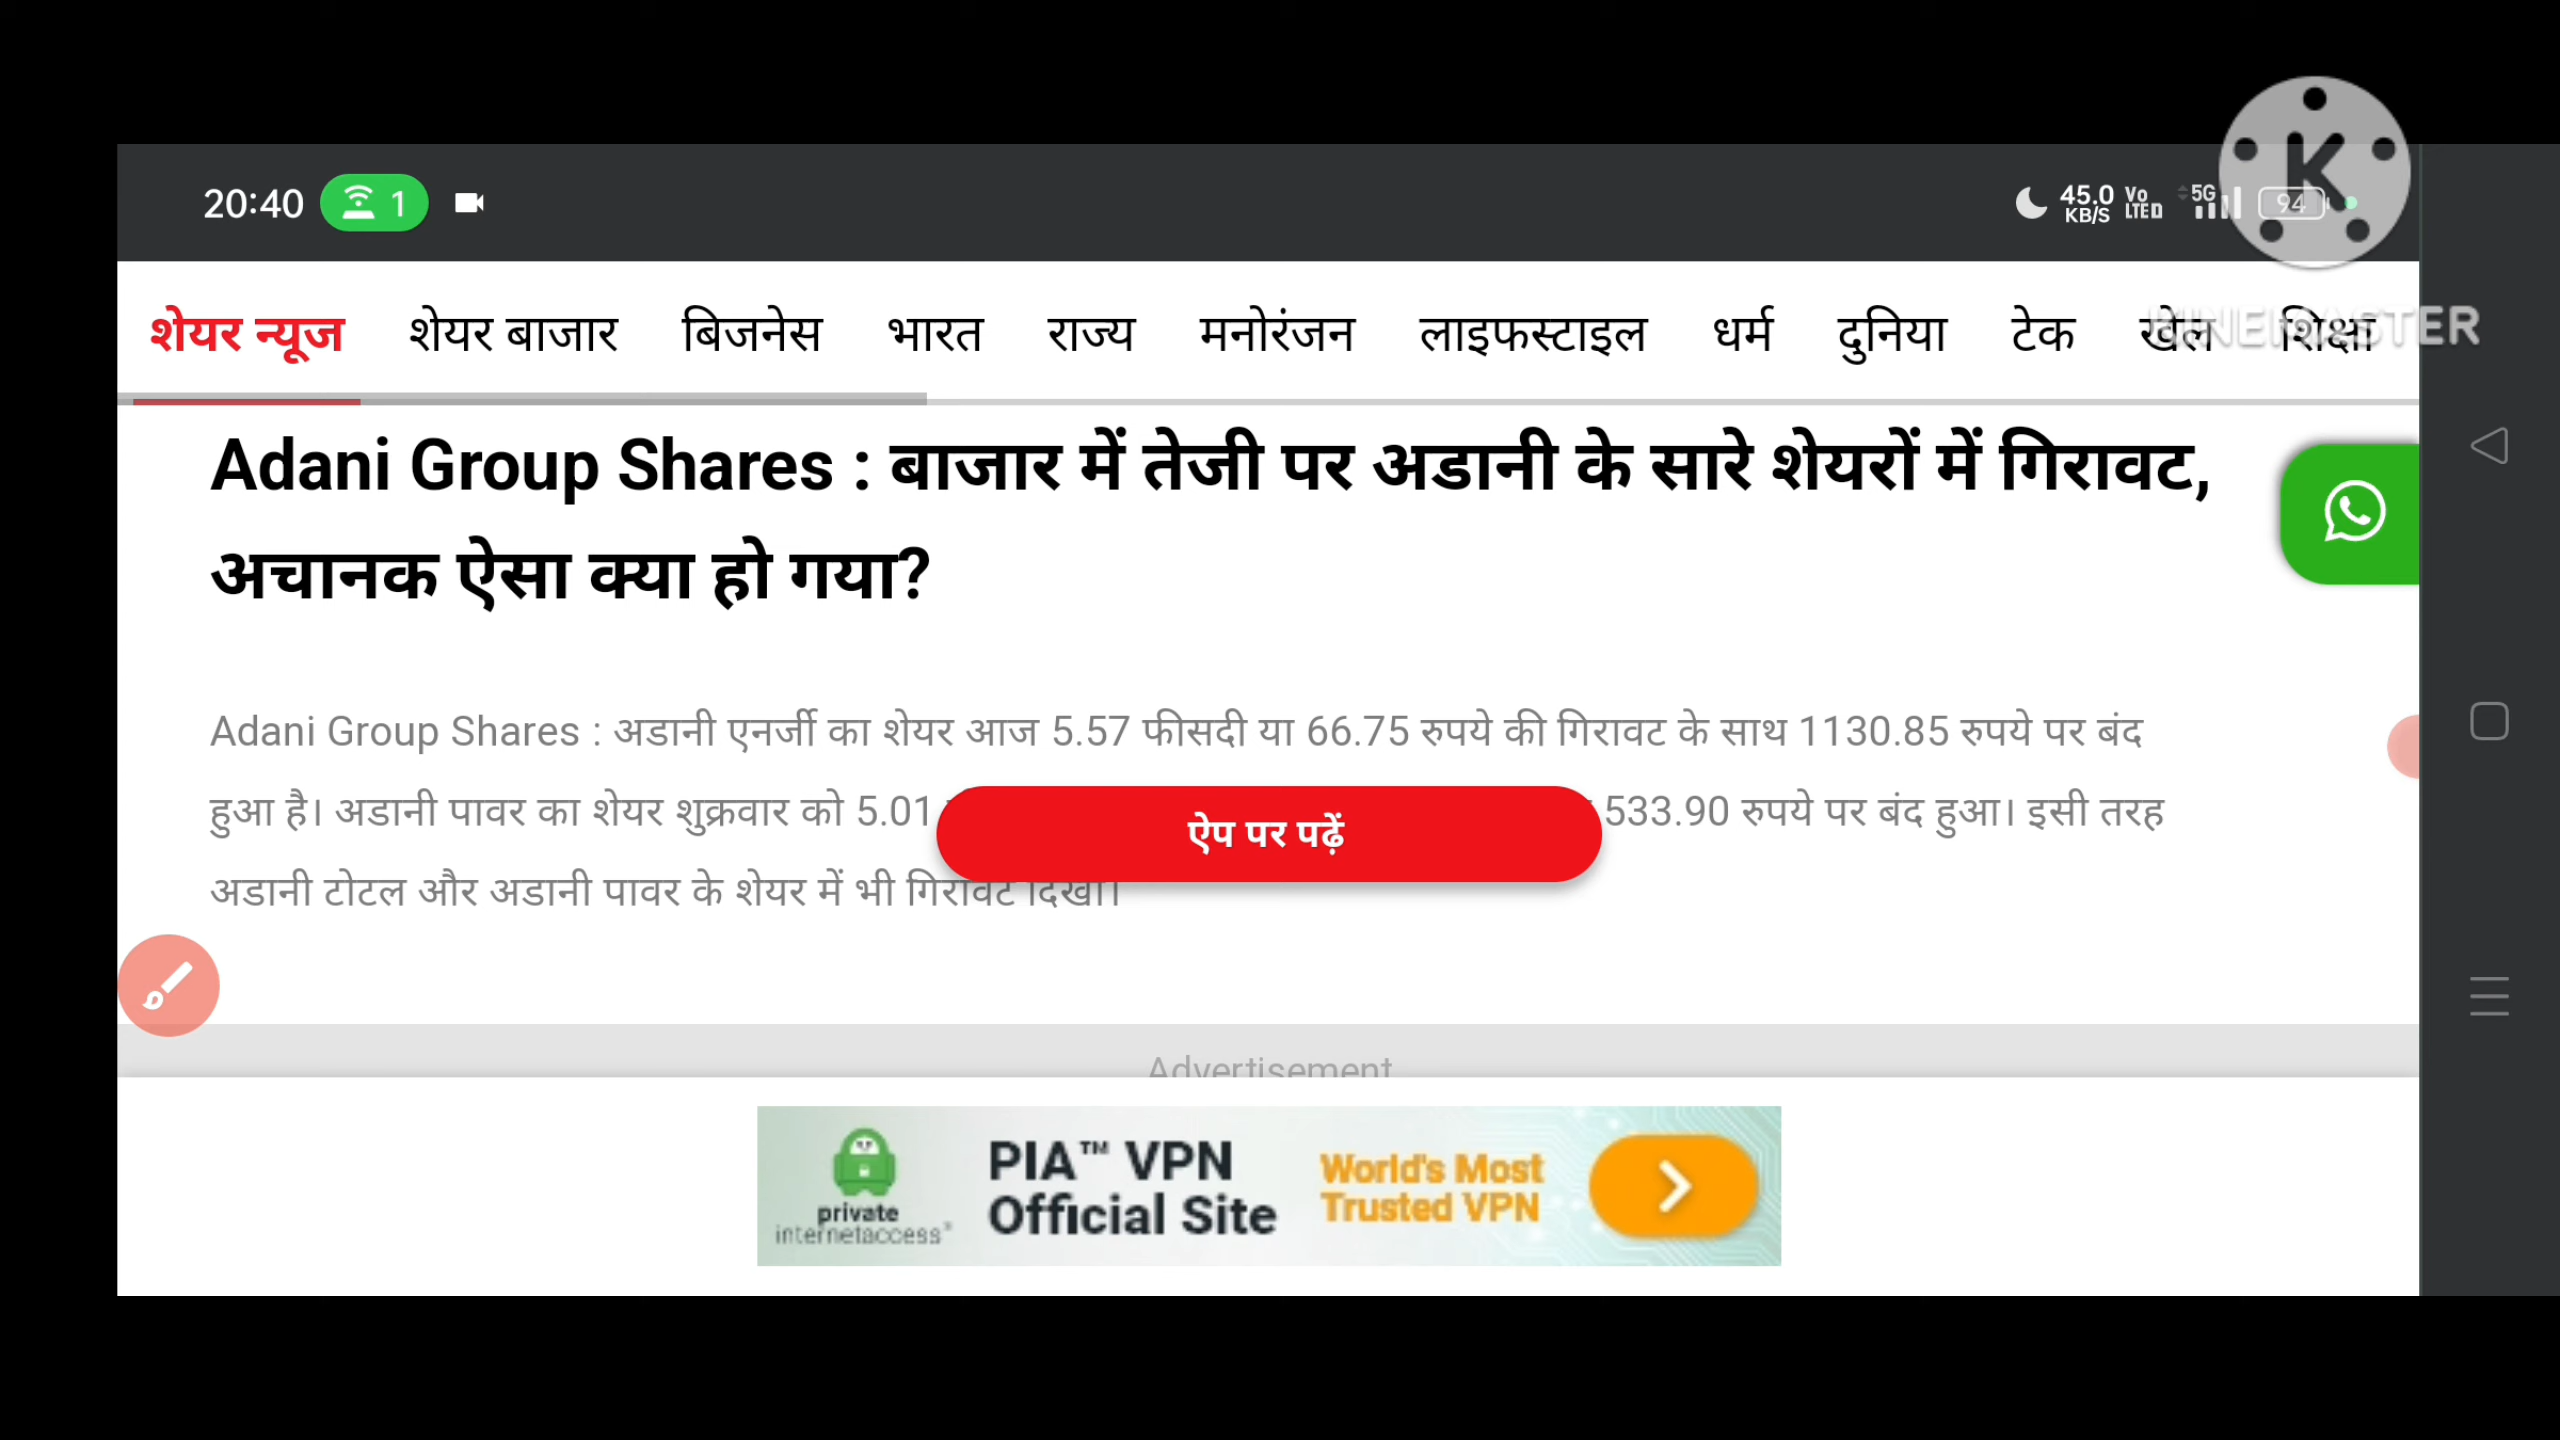 20:40 1 45.0 KB/S Vo LTE 5G 94
K
KINEMASTER
शेयर न्यूज शेयर बाजार बिजनेस भारत राज्य मनोरंजन लाइफस्टाइल धर्म दुनिया टेक खेल शिक्षा
Adani Group Shares : बाजार में तेजी पर अडानी के सारे शेयरों में गिरावट,
अचानक ऐसा क्या हो गया?
Adani Group Shares : अडानी एनर्जी का शेयर आज 5.57 फीसदी या 66.75 रुपये की गिरावट के साथ 1130.85 रुपये पर बंद
हुआ है। अडानी पावर का शेयर शुक्रवार को 5.01 533.90 रुपये पर बंद हुआ। इसी तरह
ऐप पर पढ़ें
अडानी टोटल और अडानी पावर के शेयर में भी गिरावट दिखी।
Advertisement
private
internetaccess®
PIA™ VPN
Official Site
World's Most
Trusted VPN